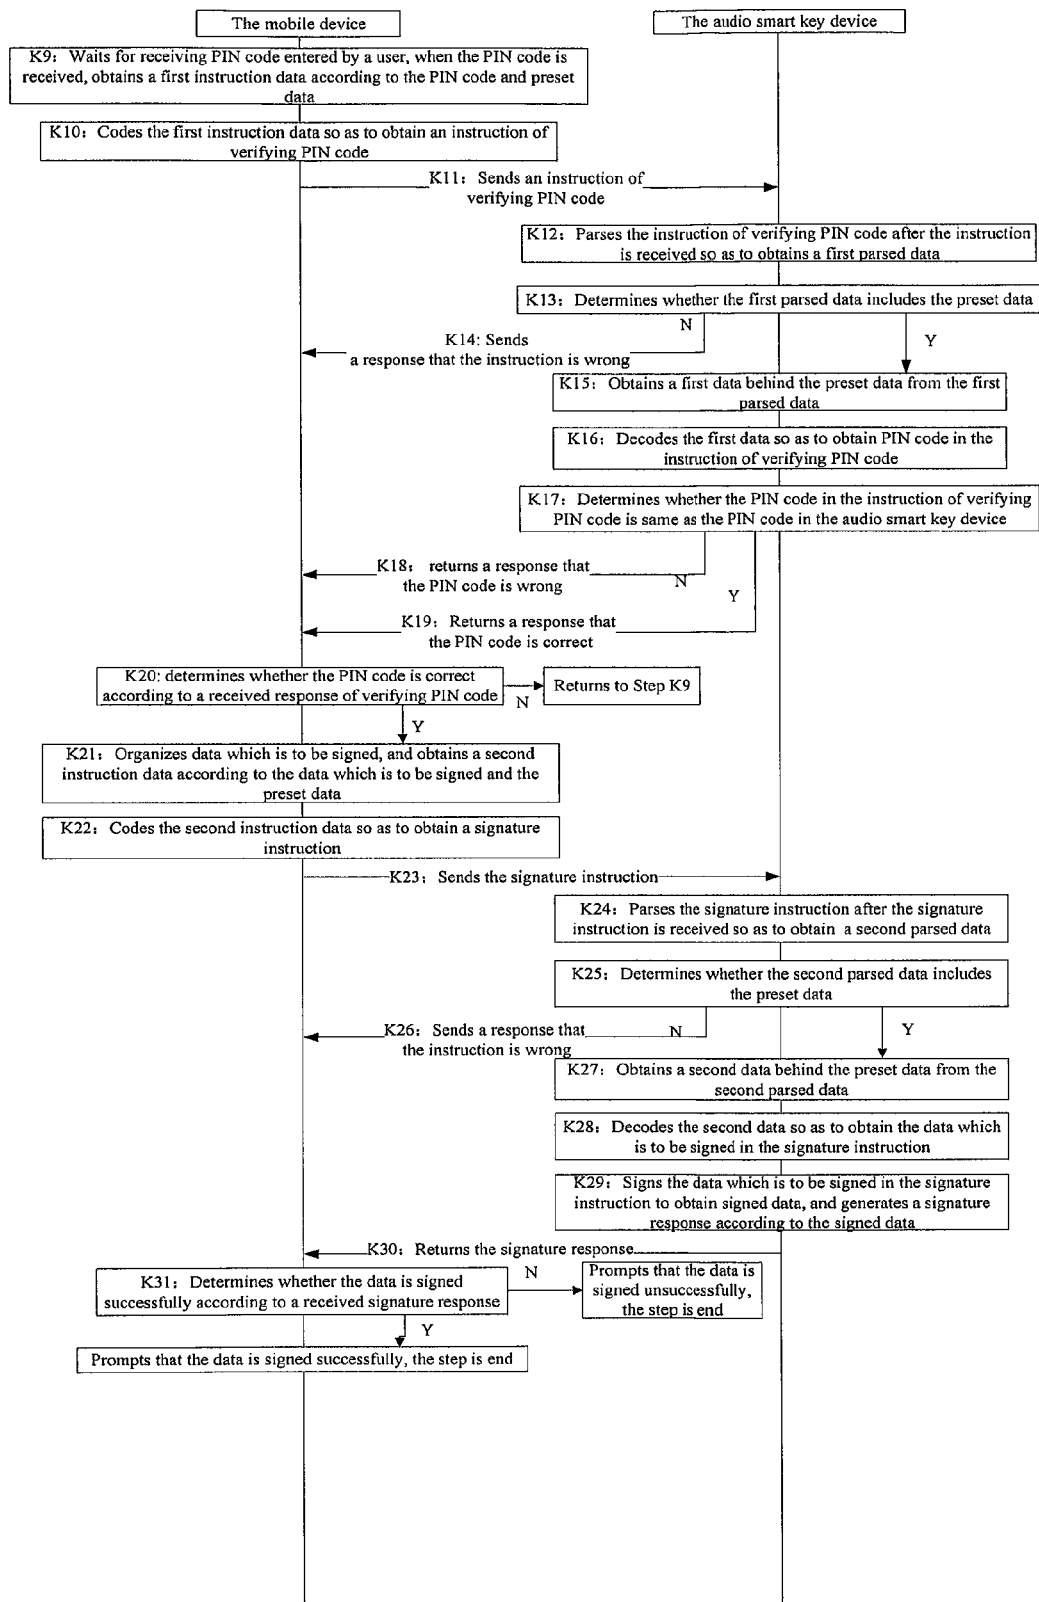 The mobile device
The audio smart key device
K9: Waits for receiving PIN code entered by a user, when the PIN code is
received, obtains a first instruction data according to the PIN code and preset
data
K10: Codes the first instruction data so as to obtain an instruction of
verifying PIN code
K11: Sends an instruction of
verifying PIN code
K12: Parses the instruction of verifying PIN code after the instruction
is received so as to obtains a first parsed data
K13: Determines whether the first parsed data includes the preset data
N
Y
K14: Sends
a response that the instruction is wrong
K15: Obtains a first data behind the preset data from the first
parsed data
K16: Decodes the first data so as to obtain PIN code in the
instruction of verifying PIN code
K17: Determines whether the PIN code in the instruction of verifying
PIN code is same as the PIN code in the audio smart key device
K18: returns a response that
the PIN code is wrong
N
Y
K19: Returns a response that
the PIN code is correct
K20: determines whether the PIN code is correct
according to a received response of verifying PIN code
N
Returns to Step K9
Y
K21: Organizes data which is to be signed, and obtains a second
instruction data according to the data which is to be signed and the
preset data
K22: Codes the second instruction data so as to obtain a signature
instruction
K23: Sends the signature instruction
K24: Parses the signature instruction after the signature
instruction is received so as to obtain a second parsed data
K25: Determines whether the second parsed data includes
the preset data
K26: Sends a response that
the instruction is wrong
N
Y
K27: Obtains a second data behind the preset data from the
second parsed data
K28: Decodes the second data so as to obtain the data which
is to be signed in the signature instruction
K29: Signs the data which is to be signed in the signature
instruction to obtain signed data, and generates a signature
response according to the signed data
K30: Returns the signature response
K31: Determines whether the data is signed
successfully according to a received signature response
N
Prompts that the data is
signed unsuccessfully,
the step is end
Y
Prompts that the data is signed successfully, the step is end